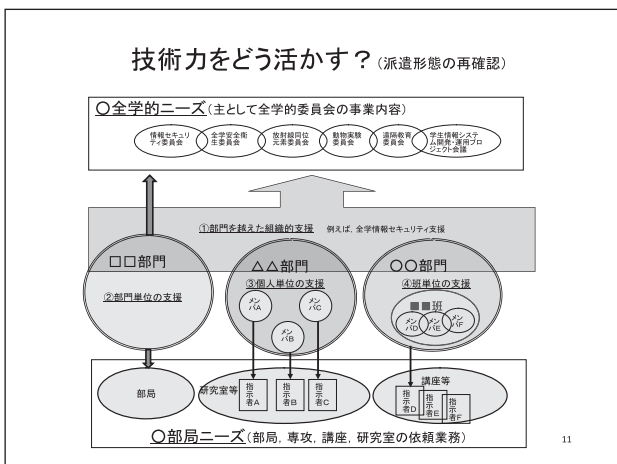 技術力をどう活かす？(派遣形態の再確認)
〇全学的ニーズ(主として全学的委員会の事業内容)
情報セキュリ
ティ委員会
全学安全衛
生委員会
放射線同位
元素委員会
動物実験
委員会
遠隔教育
委員会
学生情報システ
ム開発・運用プロ
ジェクト会議
①部門を越えた組織的支援　例えば，全学情報セキュリティ支援
□□部門
②部門単位の支援
△△部門
③個人単位の支援
メン
バA
メン
バB
メン
バC
〇〇部門
④班単位の支援
■■班
メン
バD
メン
バE
メン
バF
部局
研究室等
指
示
者A
指
示
者B
指
示
者C
講座等
指
示
者D
指
示
者E
指
示
者F
〇部局ニーズ(部局，専攻，講座，研究室の依頼業務)
11